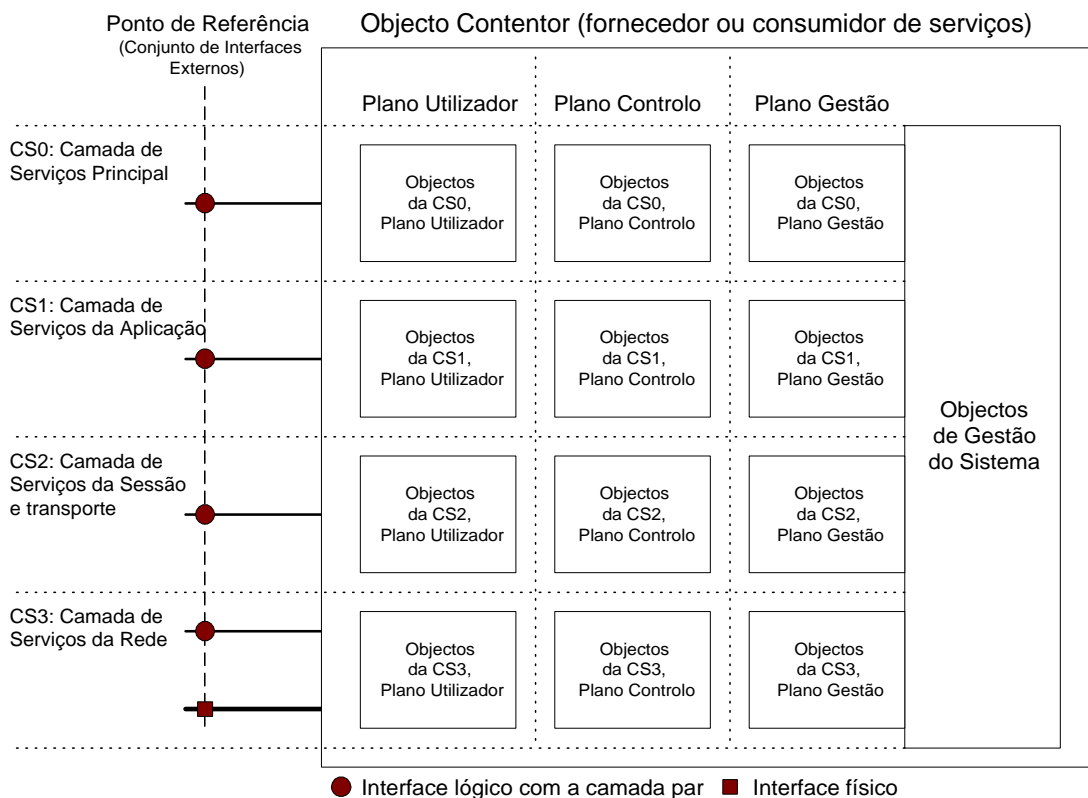 Ponto de Referência
(Conjunto de Interfaces
Externos)
Objecto Contentor (fornecedor ou consumidor de serviços)
Plano Utilizador
Plano Controlo
Plano Gestão
CS0: Camada de
Serviços Principal
Objectos
da CS0,
Plano Utilizador
Objectos
da CS0,
Plano Controlo
Objectos
da CS0,
Plano Gestão
CS1: Camada de
Serviços da Aplicação
Objectos
da CS1,
Plano Utilizador
Objectos
da CS1,
Plano Controlo
Objectos
da CS1,
Plano Gestão
Objectos
de Gestão
do Sistema
CS2: Camada de
Serviços da Sessão
e transporte
Objectos
da CS2,
Plano Utilizador
Objectos
da CS2,
Plano Controlo
Objectos
da CS2,
Plano Gestão
CS3: Camada de
Serviços da Rede
Objectos
da CS3,
Plano Utilizador
Objectos
da CS3,
Plano Controlo
Objectos
da CS3,
Plano Gestão
Interface lógico com a camada par
Interface físico